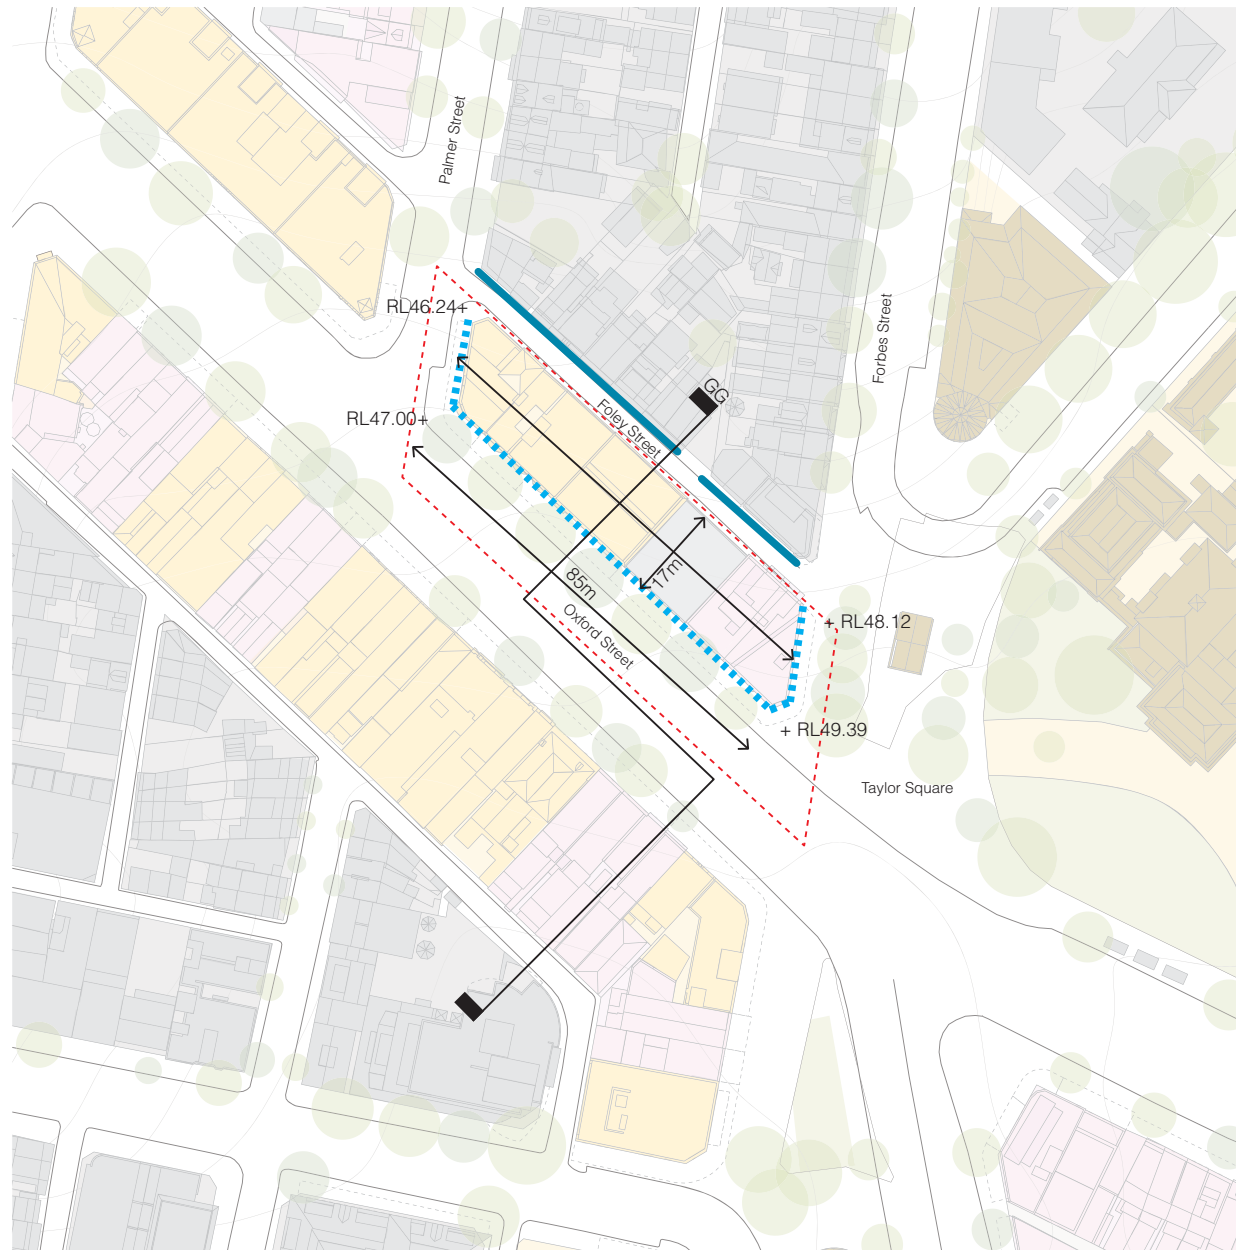 Palmer Street
RL46.24+
Forbes Street
GG
RL47.00+
Foley Street
17m
85m
Oxford Street
+ RL48.12
+ RL49.39
Taylor Square